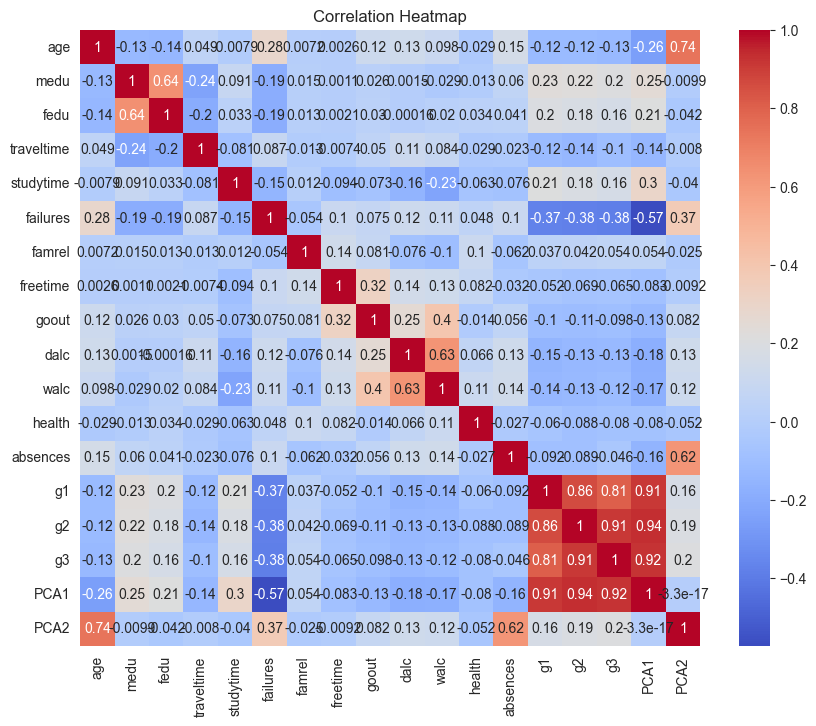 Correlation Heatmap
age 1 -0.13 -0.14 0.049 -0.0079 0.28 0.0072 0.0026 0.12 0.13 0.098 -0.029 0.15 -0.12 -0.12 -0.13 -0.26 0.74
medu -0.13 1 0.64 -0.24 0.091 -0.19 0.015 0.0011 0.026 0.0015 -0.029 -0.013 0.06 0.23 0.22 0.2 0.25 -0.0099
fedu -0.14 0.64 1 -0.2 0.033 -0.19 0.013 0.0021 0.03 -0.00016 0.02 0.034 0.041 0.2 0.18 0.16 0.21 -0.042
traveltime 0.049 -0.24 -0.2 1 -0.081 0.087 -0.013 -0.0074 0.05 0.11 0.084 -0.029 -0.023 -0.12 -0.14 -0.1 -0.14 -0.008
studytime -0.0079 0.091 0.033 -0.081 1 -0.15 0.012 -0.094 -0.073 -0.16 -0.23 -0.063 -0.076 0.21 0.18 0.16 0.3 -0.04
failures 0.28 -0.19 -0.19 0.087 -0.15 1 -0.054 0.1 0.075 0.12 0.11 0.048 0.1 -0.37 -0.38 -0.38 -0.57 0.37
famrel 0.0072 0.015 0.013 -0.013 0.012 -0.054 1 0.14 0.081 -0.076 -0.1 0.1 -0.062 0.037 0.042 0.054 0.054 -0.025
freetime 0.0026 0.0011 0.0021 -0.0074 -0.094 0.1 0.14 1 0.32 0.14 0.13 0.082 -0.032 -0.052 -0.069 -0.065 -0.083 -0.0092
goout 0.12 0.026 0.03 0.05 -0.073 0.075 0.081 0.32 1 0.25 0.4 -0.014 0.056 -0.1 -0.11 -0.098 -0.13 0.082
dalc 0.13 0.0015 -0.00016 0.11 -0.16 0.12 -0.076 0.14 0.25 1 0.63 0.066 0.13 -0.15 -0.13 -0.13 -0.18 0.13
walc 0.098 -0.029 0.02 0.084 -0.23 0.11 -0.1 0.13 0.4 0.63 1 0.11 0.14 -0.14 -0.13 -0.12 -0.17 0.12
health -0.029 -0.013 0.034 -0.029 -0.063 0.048 0.1 0.082 -0.014 0.066 0.11 1 -0.027 -0.06 -0.088 -0.08 -0.08 -0.052
absences 0.15 0.06 0.041 -0.023 -0.076 0.1 -0.062 -0.032 0.056 0.13 0.14 -0.027 1 -0.092 -0.089 -0.046 -0.16 0.62
g1 -0.12 0.23 0.2 -0.12 0.21 -0.37 0.037 -0.052 -0.1 -0.15 -0.14 -0.06 -0.092 1 0.86 0.81 0.91 0.16
g2 -0.12 0.22 0.18 -0.14 0.18 -0.38 0.042 -0.069 -0.11 -0.13 -0.13 -0.088 -0.089 0.86 1 0.91 0.94 0.19
g3 -0.13 0.2 0.16 -0.1 0.16 -0.38 0.054 -0.065 -0.098 -0.13 -0.12 -0.08 -0.046 0.81 0.91 1 0.92 0.2
PCA1 -0.26 0.25 0.21 -0.14 0.3 -0.57 0.054 -0.083 -0.13 -0.18 -0.17 -0.08 -0.16 0.91 0.94 0.92 1 -3.3e-17
PCA2 0.74 -0.0099 -0.042 -0.008 -0.04 0.37 -0.025 -0.0092 0.082 0.13 0.12 -0.052 0.62 0.16 0.19 0.2 -3.3e-17 1
age medu fedu traveltime studytime failures famrel freetime goout dalc walc health absences g1 g2 g3 PCA1 PCA2
1.0
0.8
0.6
0.4
0.2
0.0
−0.2
−0.4